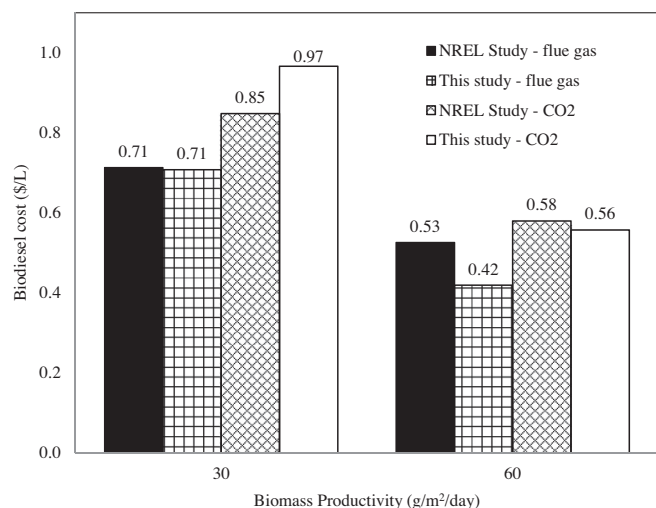 1.0
0.8
0.6
0.4
0.2
0.0
Biodiesel cost ($/L)
0.71
0.71
0.85
0.97
0.53
0.42
0.58
0.56
NREL Study - flue gas
This study - flue gas
NREL Study - CO2
This study - CO2
30
60
Biomass Productivity (g/m²/day)